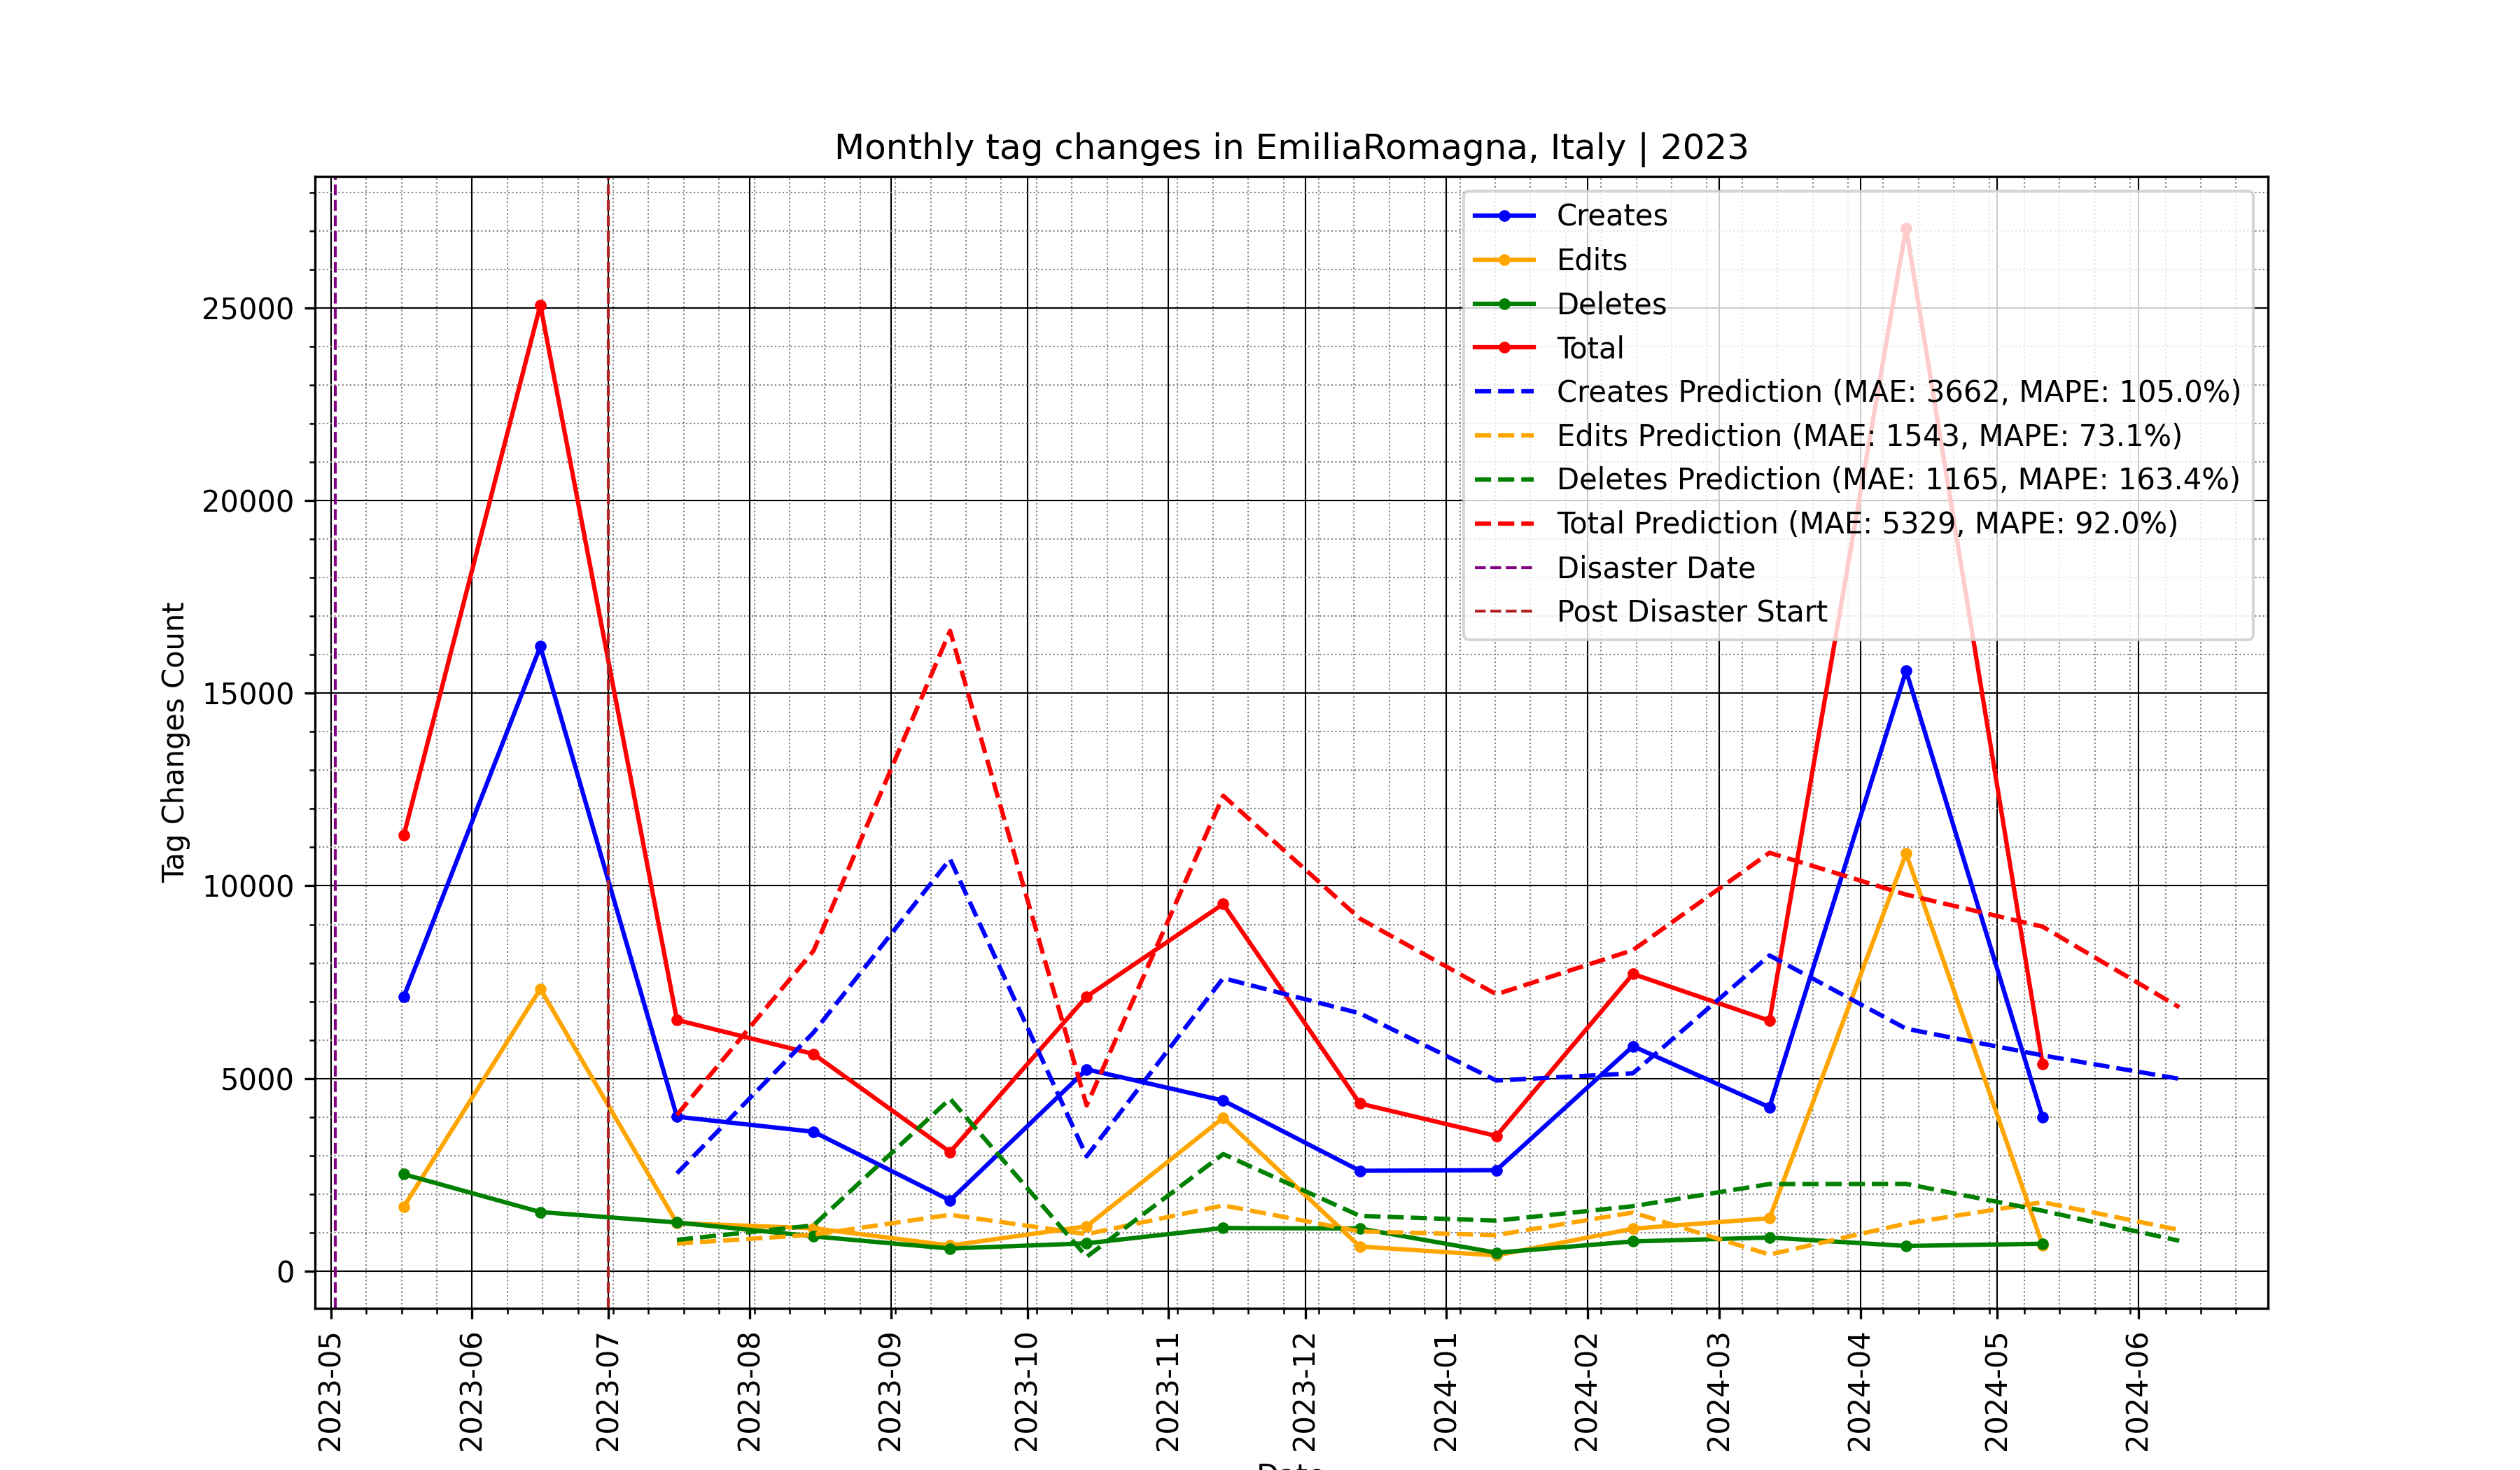 Monthly tag changes in EmiliaRomagna, Italy | 2023
Creates
Edits
Deletes
Total
Creates Prediction (MAE: 3662, MAPE: 105.0%)
Edits Prediction (MAE: 1543, MAPE: 73.1%)
Deletes Prediction (MAE: 1165, MAPE: 163.4%)
Total Prediction (MAE: 5329, MAPE: 92.0%)
Disaster Date
Post Disaster Start
Tag Changes Count
25000
20000
15000
10000
5000
0
2023-05
2023-06
2023-07
2023-08
2023-09
2023-10
2023-11
2023-12
2024-01
2024-02
2024-03
2024-04
2024-05
2024-06
Date